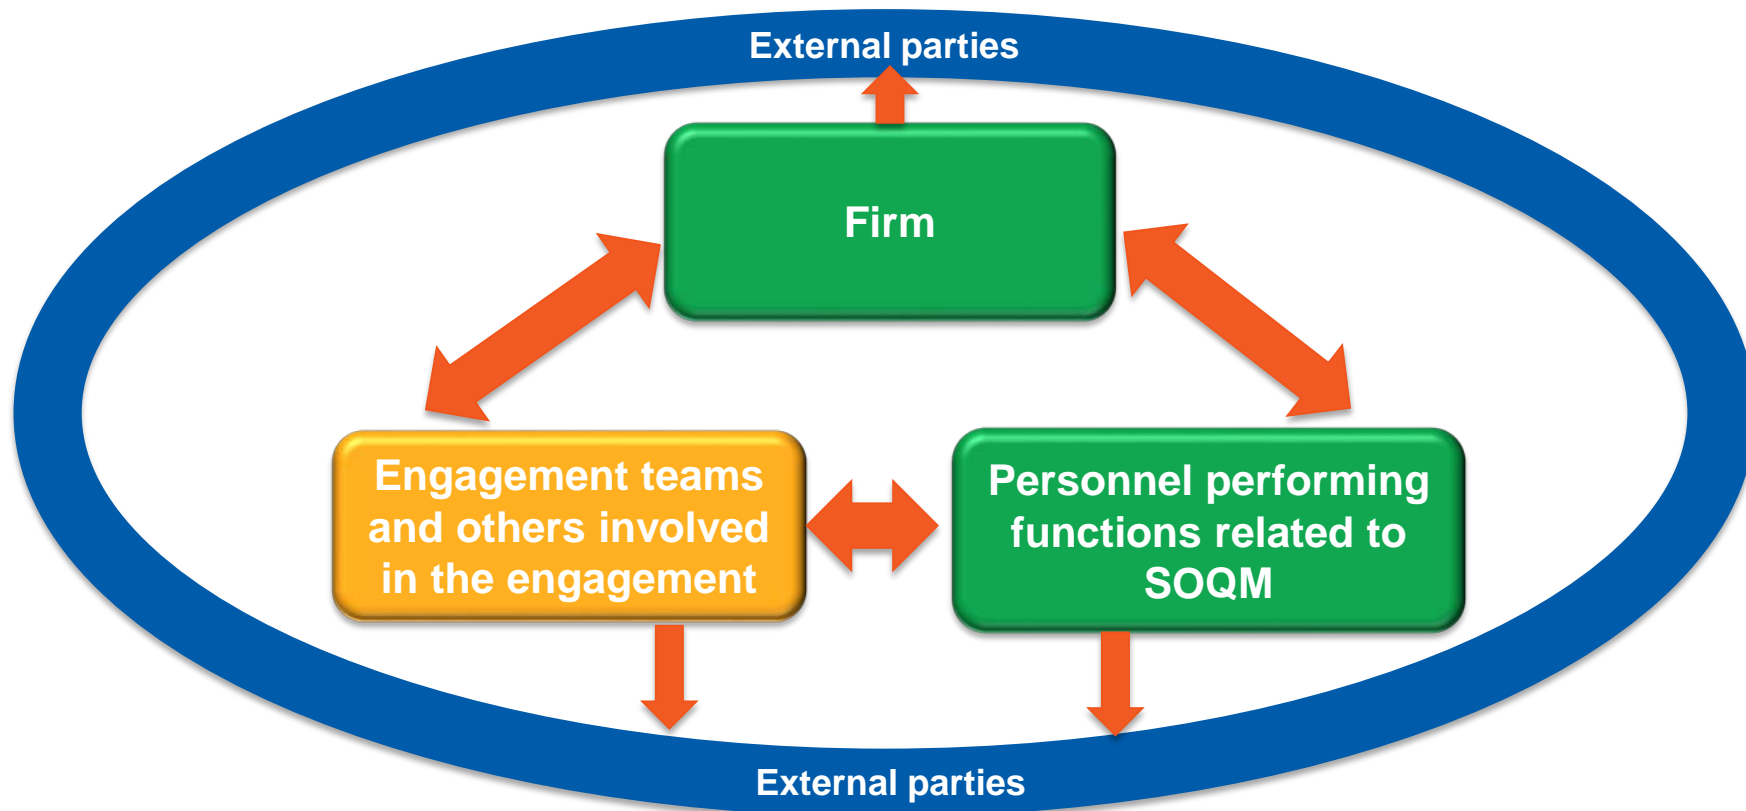 External parties
Firm
Engagement teams
and others involved
in the engagement
Personnel performing
functions related to
SOQM
External parties